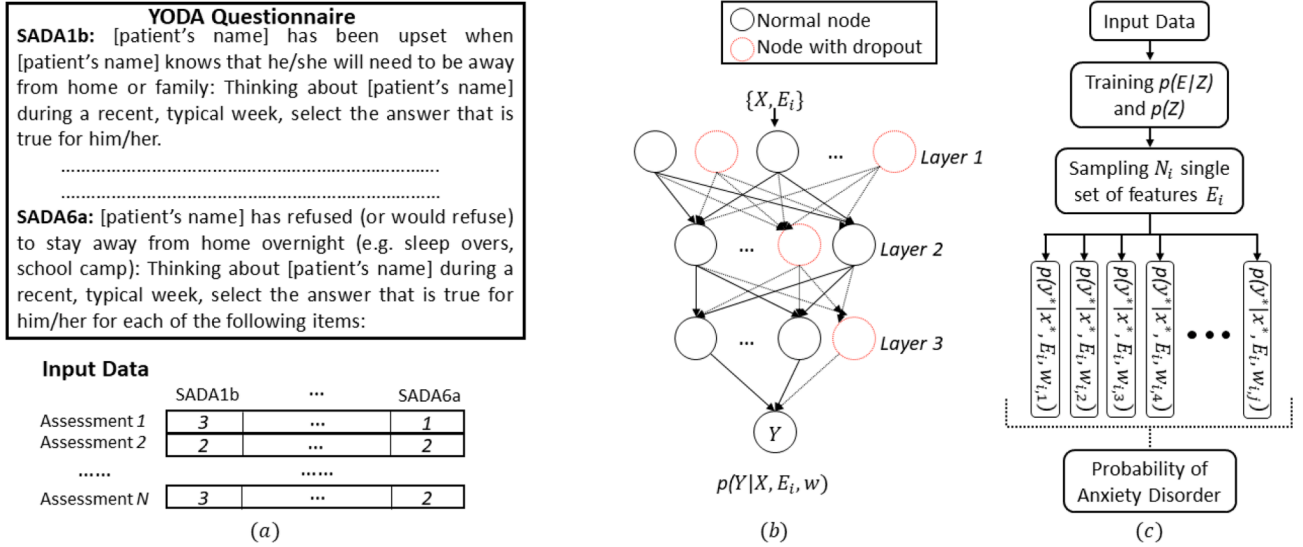 YODA Questionnaire
SADA1b: [patient's name] has been upset when
[patient's name] knows that he/she will need to be away
from home or family: Thinking about [patient's name]
during a recent, typical week, select the answer that is
true for him/her.
SADA6a: [patient's name] has refused (or would refuse)
to stay away from home overnight (e.g. sleep overs,
school camp): Thinking about [patient's name] during a
recent, typical week, select the answer that is true for
him/her for each of the following items:
Input Data
SADA1b ... SADA6a
Assessment 1 3 ... 1
Assessment 2 2 ... 2
...... ......
Assessment N 3 ... 2
(a)
Normal node
Node with dropout
{X, E_i}
... Layer 1
... Layer 2
... Layer 3
Y
p(Y|X, E_i, w)
(b)
Input Data
Training p(E|Z)
and p(Z)
Sampling N_i single
set of features E_i
p(y*|x*, E_i, w_{i,1})
p(y*|x*, E_i, w_{i,2})
p(y*|x*, E_i, w_{i,3})
p(y*|x*, E_i, w_{i,4})
...
p(y*|x*, E_i, w_{i,j})
Probability of
Anxiety Disorder
(c)